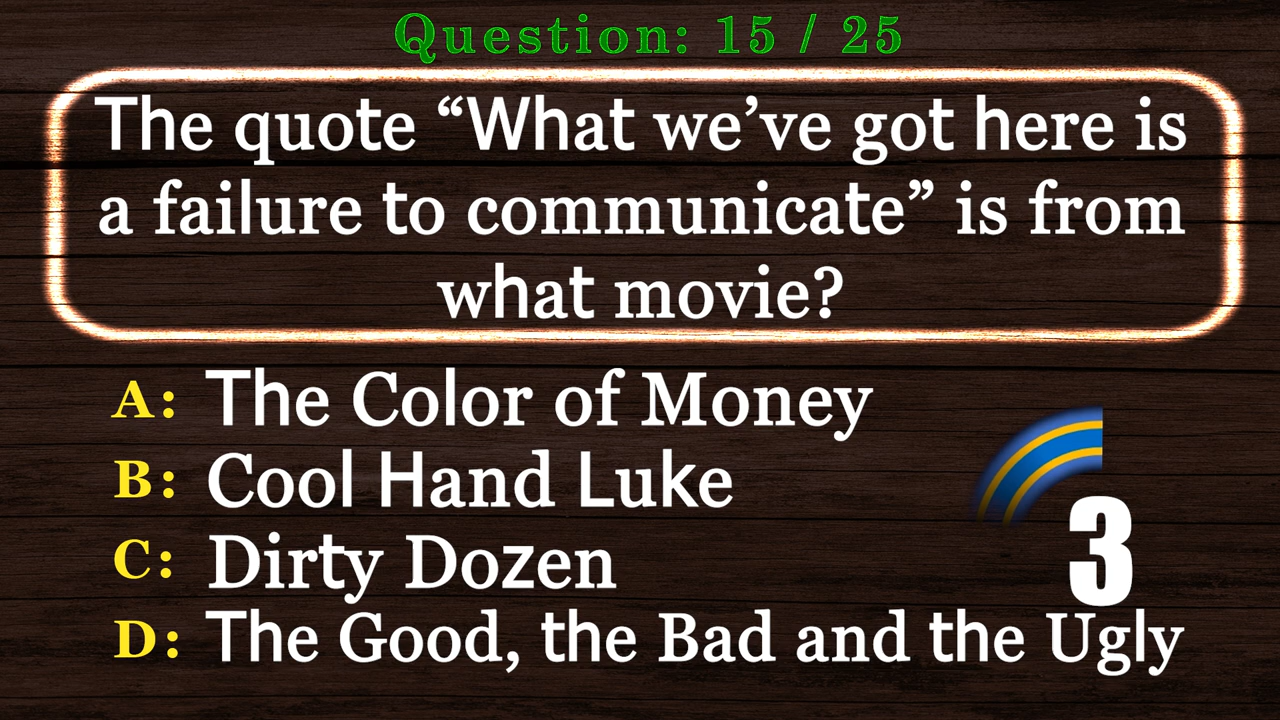 Question: 15 / 25
The quote “What we’ve got here is
a failure to communicate” is from
what movie?
A: The Color of Money
B: Cool Hand Luke
C: Dirty Dozen
3
D: The Good, the Bad and the Ugly